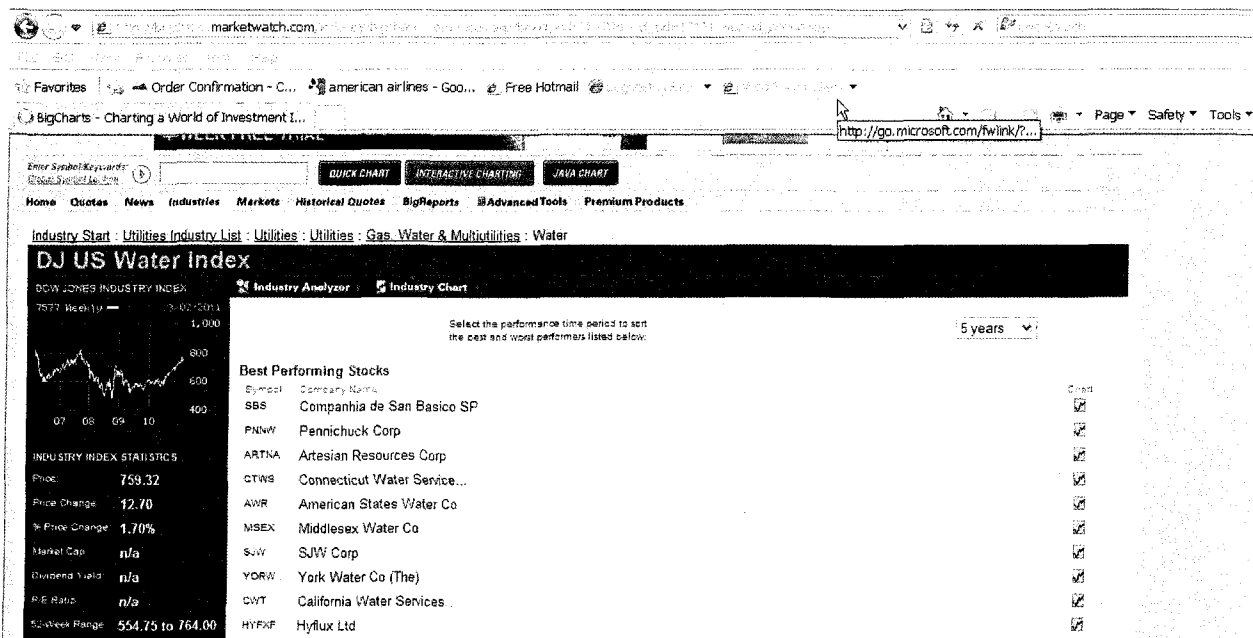 marketwatch.com
Favorites Order Confirmation - C... american airlines - Goo... Free Hotmail
BigCharts - Charting a World of Investment I...
Page Safety Tools
http://go.microsoft.com/fwlink/?...
4-WEEK FREE TRIAL
Enter Symbol/Keywords:
QUICK CHART INTERACTIVE CHARTING JAVA CHART
Home Quotes News Industries Markets Historical Quotes BigReports Advanced Tools Premium Products
Industry Start : Utilities Industry List : Utilities : Utilities : Gas, Water & Multiutilities : Water
DJ US Water Index
DOW JONES INDUSTRY INDEX Industry Analyzer Industry Chart
7577 Weekly
1,000
800
600
400
07 08 09 10
Select the performance time period to sort
the best and worst performers listed below:
5 years
Best Performing Stocks
Symbol Company Name Chart
SBS Companhia de San Basico SP
PNNW Pennichuck Corp
ARTNA Artesian Resources Corp
CTWS Connecticut Water Service...
AWR American States Water Co
MSEX Middlesex Water Co
SJW SJW Corp
YORW York Water Co (The)
CWT California Water Services...
HYFXF Hyflux Ltd
INDUSTRY INDEX STATISTICS
Price: 759.32
Price Change: 12.70
% Price Change: 1.70%
Market Cap: n/a
Dividend Yield: n/a
P/E Ratio: n/a
52-Week Range: 554.75 to 764.00